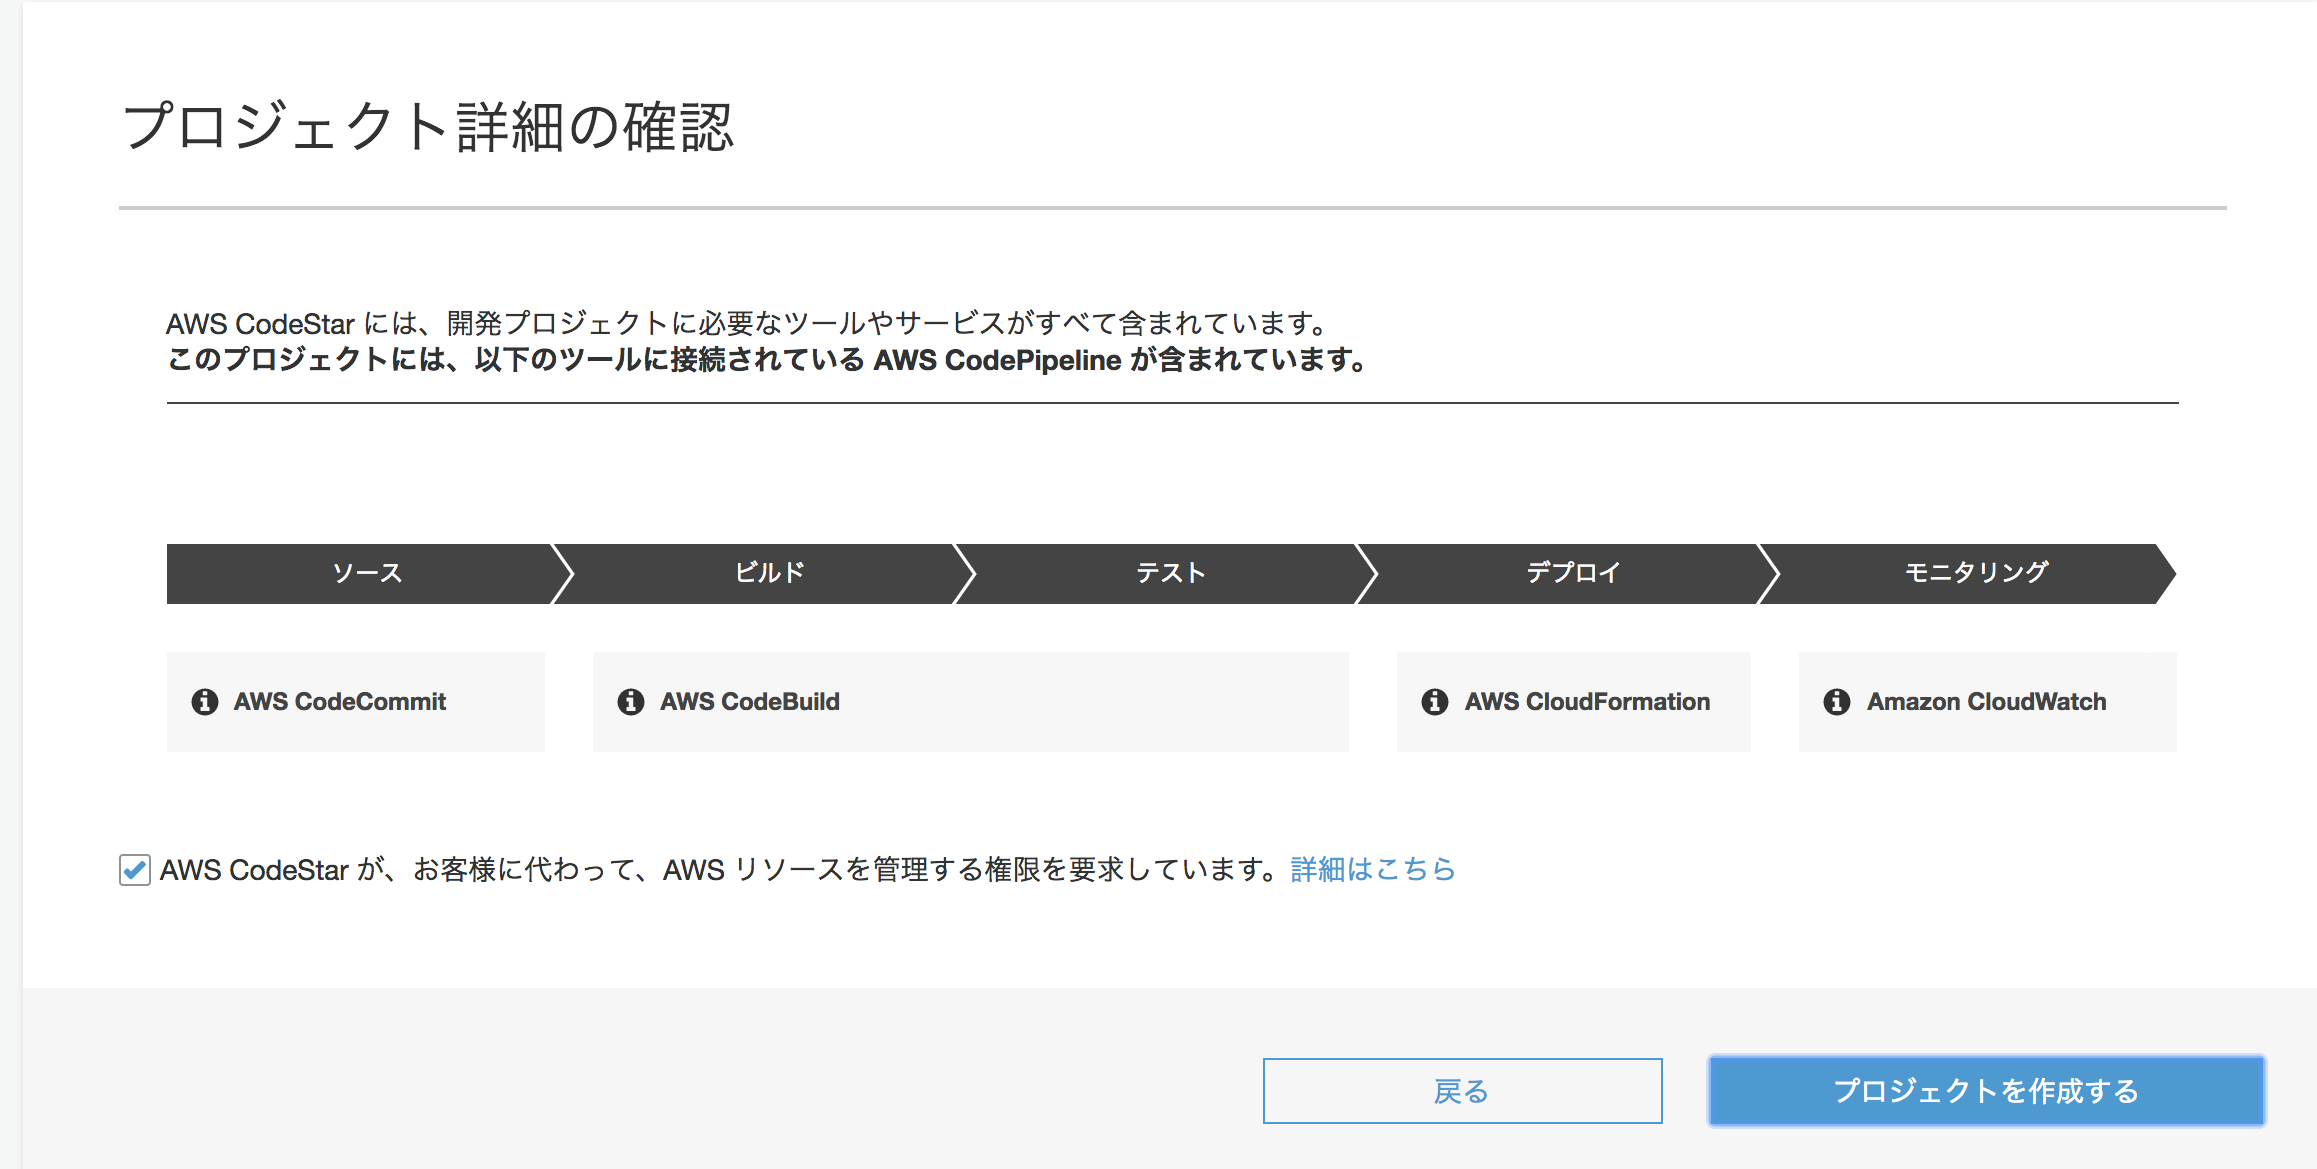 プロジェクト詳細の確認
AWS CodeStar には、開発プロジェクトに必要なツールやサービスがすべて含まれています。
このプロジェクトには、以下のツールに接続されている AWS CodePipeline が含まれています。
ソース
ビルド
テスト
デプロイ
モニタリング
AWS CodeCommit
AWS CodeBuild
AWS CloudFormation
Amazon CloudWatch
AWS CodeStar が、お客様に代わって、AWS リソースを管理する権限を要求しています。詳細はこちら
戻る
プロジェクトを作成する